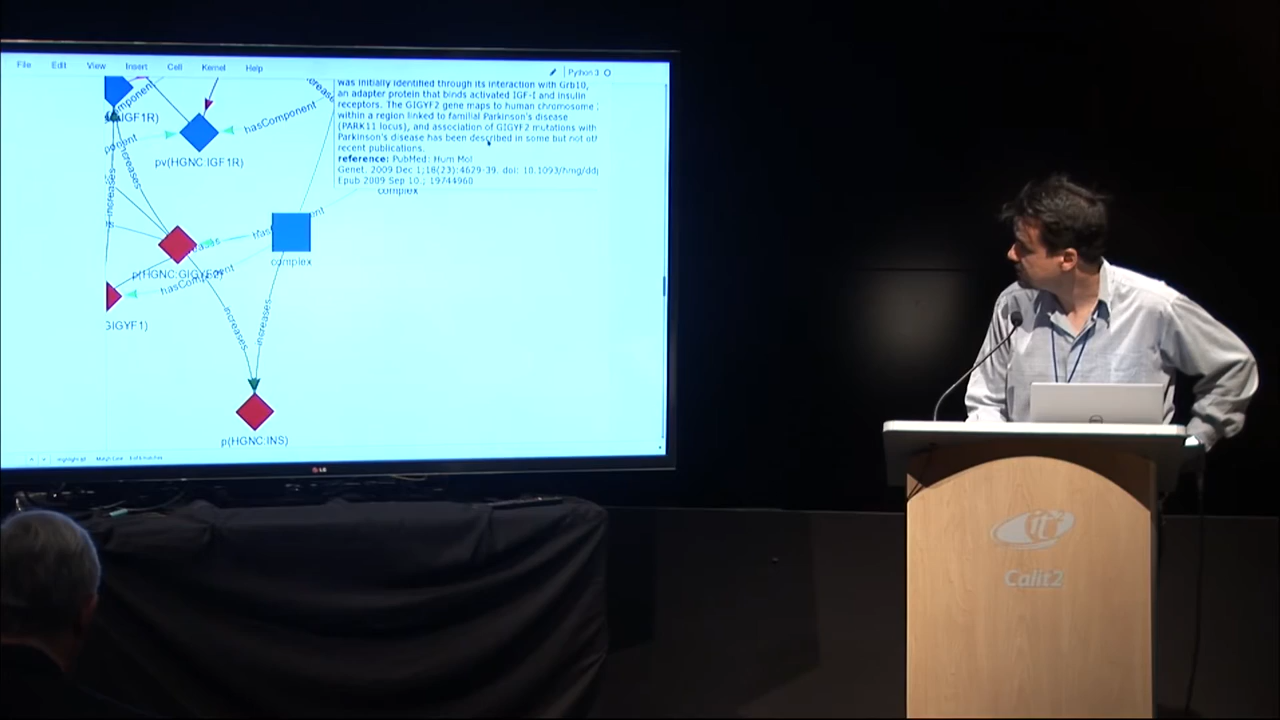 File Edit View Insert Cell Kernel Help
Python 3
was initially identified through its interaction with Grb10,
an adapter protein that binds activated IGF-I and insulin
receptors. The GIGYF2 gene maps to human chromosome
within a region linked to familial Parkinson's disease
(PARK11 locus), and association of GIGYF2 mutations with
Parkinson's disease has been described in some but not oth
recent publications.
reference: PubMed: Hum Mol
Genet. 2009 Dec 1;18(23):4629-39. doi: 10.1093/hmg/dd
Epub 2009 Sep 10.; 19744960
complex
IGF1R)
hasComponent
pv(HGNC:IGF1R)
increases
increases
p(HGNC:GIGYF2)
complex
hasComponent
GIGYF1)
increases
increases
p(HGNC:INS)
LG
Calit2